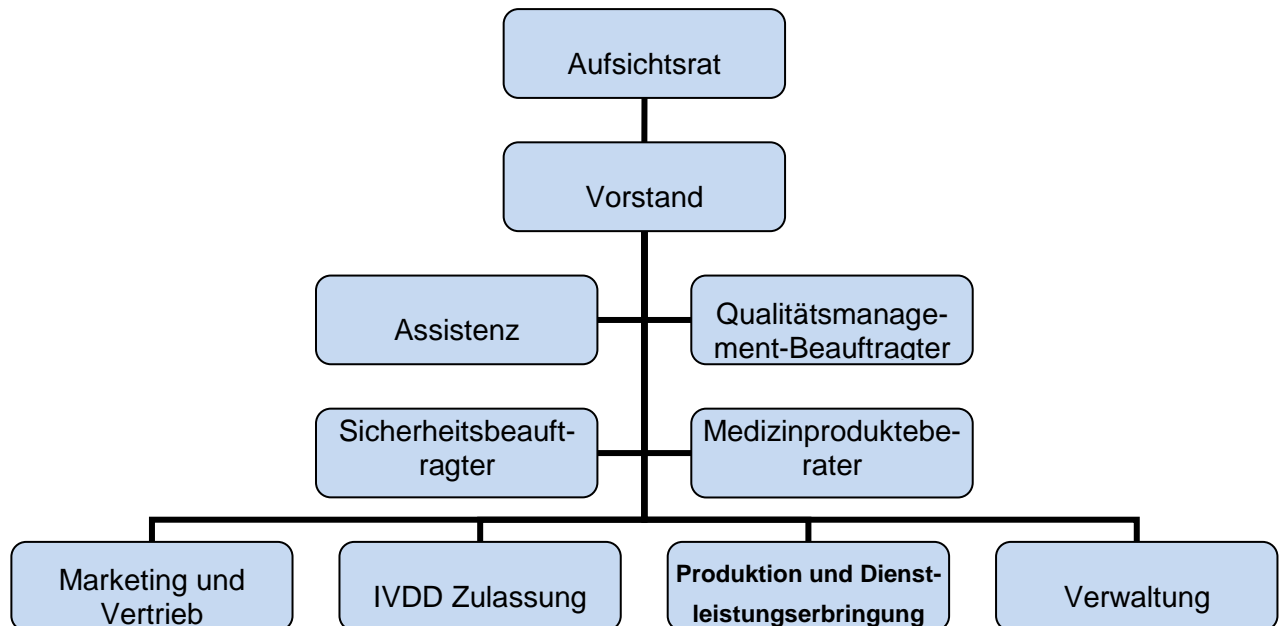 Aufsichtsrat
Vorstand
Assistenz
Qualitätsmanage-
ment-Beauftragter
Sicherheitsbeauf-
tragter
Medizinproduktebe-
rater
Marketing und
Vertrieb
IVDD Zulassung
Produktion und Dienst-
leistungserbringung
Verwaltung